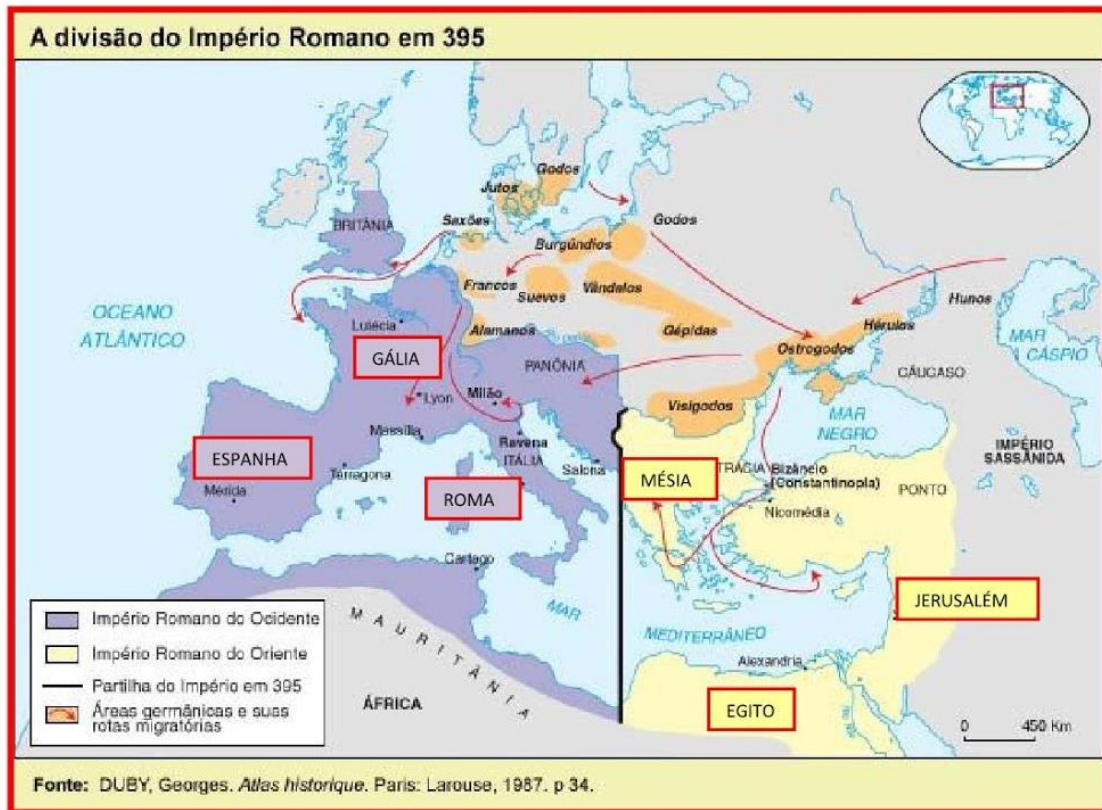 A divisão do Império Romano em 395
Godos
Jutos
Saxões
Godos
BRITÂNIA
Burgúndios
Francos
Suevos
Vândalos
Hunos
OCEANO
ATLÂNTICO
Lutécia
Alamanos
Gépidas
Hérulos
Ostrogodos
MAR
CÁSPIO
GÁLIA
PANÔNIA
CÁUCASO
Lyon
Milão
Visigodos
MAR
NEGRO
Massília
Ravena
ITÁLIA
IMPÉRIO
SASSÂNIDA
ESPANHA
Terragona
Salona
TRÁCIA
Bizâncio
(Constantinopla)
PONTO
MÉSIA
Mérida
ROMA
Nicomédia
Cartago
JERUSALÉM
MAR
MEDITERRÂNEO
Alexandria
MAURITÂNIA
ÁFRICA
EGITO
Império Romano do Ocidente
Império Romano do Oriente
Partilha do Império em 395
Áreas germânicas e suas
rotas migratórias
0 450 Km
Fonte: DUBY, Georges. Atlas historique. Paris: Larouse, 1987. p 34.